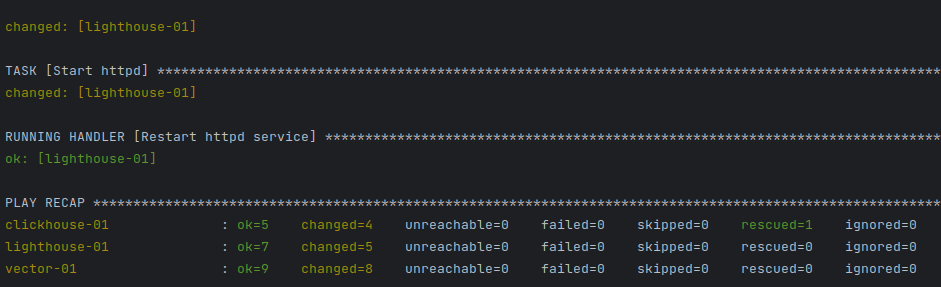 changed: [lighthouse-01]
TASK [Start httpd] **************************************************************************************************
changed: [lighthouse-01]
RUNNING HANDLER [Restart httpd service] *****************************************************************************
ok: [lighthouse-01]
PLAY RECAP **********************************************************************************************************
clickhouse-01 : ok=5 changed=4 unreachable=0 failed=0 skipped=0 rescued=1 ignored=0
lighthouse-01 : ok=7 changed=5 unreachable=0 failed=0 skipped=0 rescued=0 ignored=0
vector-01 : ok=9 changed=8 unreachable=0 failed=0 skipped=0 rescued=0 ignored=0